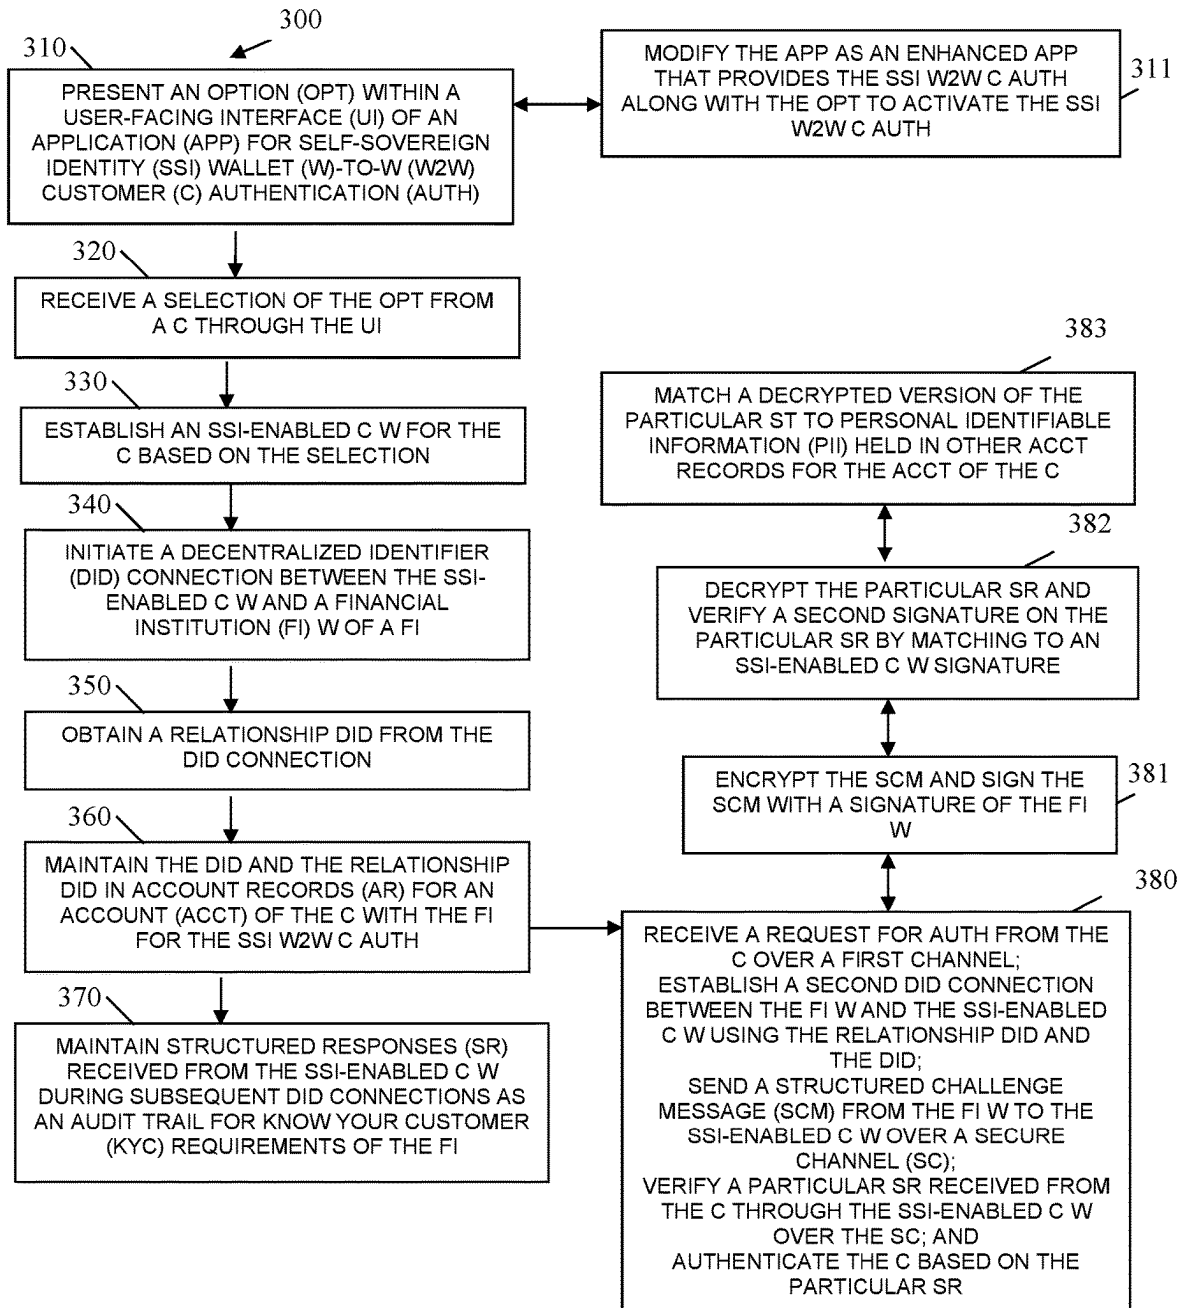 300
310
PRESENT AN OPTION (OPT) WITHIN A
USER-FACING INTERFACE (UI) OF AN
APPLICATION (APP) FOR SELF-SOVEREIGN
IDENTITY (SSI) WALLET (W)-TO-W (W2W)
CUSTOMER (C) AUTHENTICATION (AUTH)
311
MODIFY THE APP AS AN ENHANCED APP
THAT PROVIDES THE SSI W2W C AUTH
ALONG WITH THE OPT TO ACTIVATE THE SSI
W2W C AUTH
320
RECEIVE A SELECTION OF THE OPT FROM
A C THROUGH THE UI
330
ESTABLISH AN SSI-ENABLED C W FOR THE
C BASED ON THE SELECTION
340
INITIATE A DECENTRALIZED IDENTIFIER
(DID) CONNECTION BETWEEN THE SSI-
ENABLED C W AND A FINANCIAL
INSTITUTION (FI) W OF A FI
350
OBTAIN A RELATIONSHIP DID FROM THE
DID CONNECTION
360
MAINTAIN THE DID AND THE RELATIONSHIP
DID IN ACCOUNT RECORDS (AR) FOR AN
ACCOUNT (ACCT) OF THE C WITH THE FI
FOR THE SSI W2W C AUTH
370
MAINTAIN STRUCTURED RESPONSES (SR)
RECEIVED FROM THE SSI-ENABLED C W
DURING SUBSEQUENT DID CONNECTIONS AS
AN AUDIT TRAIL FOR KNOW YOUR CUSTOMER
(KYC) REQUIREMENTS OF THE FI
383
MATCH A DECRYPTED VERSION OF THE
PARTICULAR ST TO PERSONAL IDENTIFIABLE
INFORMATION (PII) HELD IN OTHER ACCT
RECORDS FOR THE ACCT OF THE C
382
DECRYPT THE PARTICULAR SR AND
VERIFY A SECOND SIGNATURE ON THE
PARTICULAR SR BY MATCHING TO AN
SSI-ENABLED C W SIGNATURE
381
ENCRYPT THE SCM AND SIGN THE
SCM WITH A SIGNATURE OF THE FI
W
380
RECEIVE A REQUEST FOR AUTH FROM THE
C OVER A FIRST CHANNEL;
ESTABLISH A SECOND DID CONNECTION
BETWEEN THE FI W AND THE SSI-ENABLED
C W USING THE RELATIONSHIP DID AND
THE DID;
SEND A STRUCTURED CHALLENGE
MESSAGE (SCM) FROM THE FI W TO THE
SSI-ENABLED C W OVER A SECURE
CHANNEL (SC);
VERIFY A PARTICULAR SR RECEIVED FROM
THE C THROUGH THE SSI-ENABLED C W
OVER THE SC; AND
AUTHENTICATE THE C BASED ON THE
PARTICULAR SR